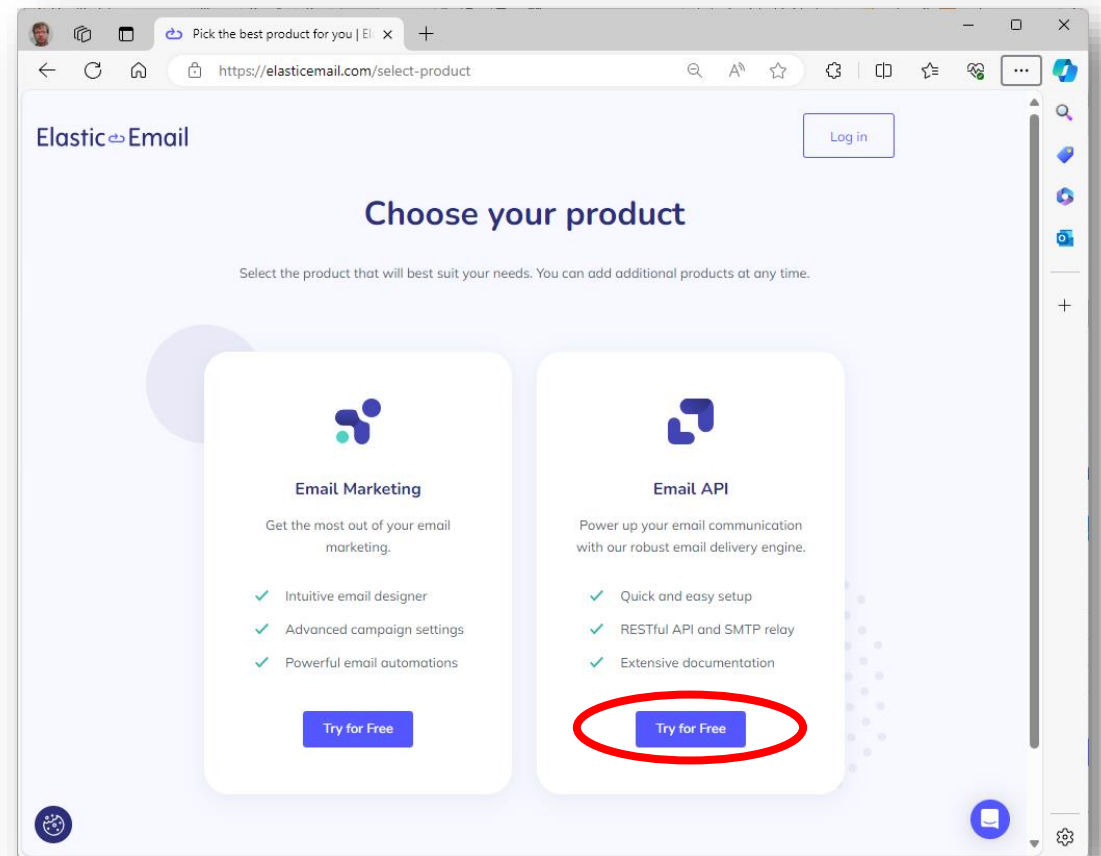 Pick the best product for you | El
https://elasticemail.com/select-product
Elastic Email
Log in
Choose your product
Select the product that will best suit your needs. You can add additional products at any time.
Email Marketing
Get the most out of your email
marketing.
Intuitive email designer
Advanced campaign settings
Powerful email automations
Try for Free
Email API
Power up your email communication
with our robust email delivery engine.
Quick and easy setup
RESTful API and SMTP relay
Extensive documentation
Try for Free